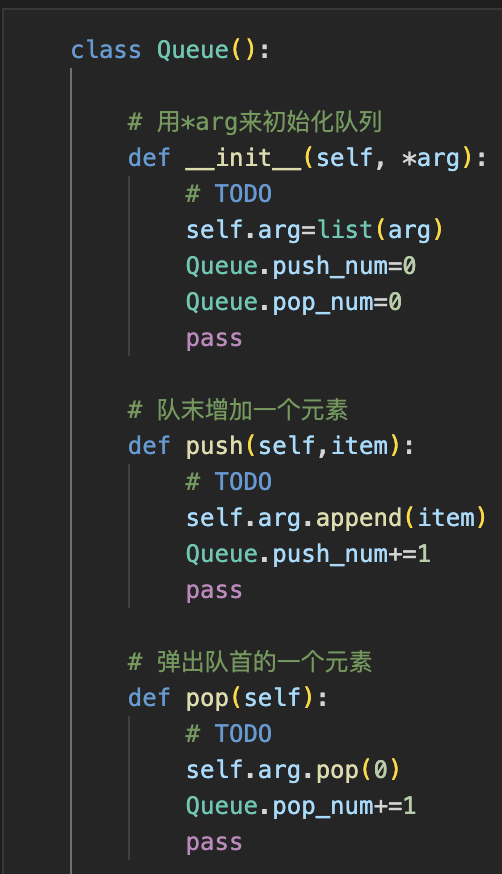 class Queue():
# 用*arg来初始化队列
def __init__(self, *arg):
# TODO
self.arg=list(arg)
Queue.push_num=0
Queue.pop_num=0
pass
# 队末增加一个元素
def push(self,item):
# TODO
self.arg.append(item)
Queue.push_num+=1
pass
# 弹出队首的一个元素
def pop(self):
# TODO
self.arg.pop(0)
Queue.pop_num+=1
pass